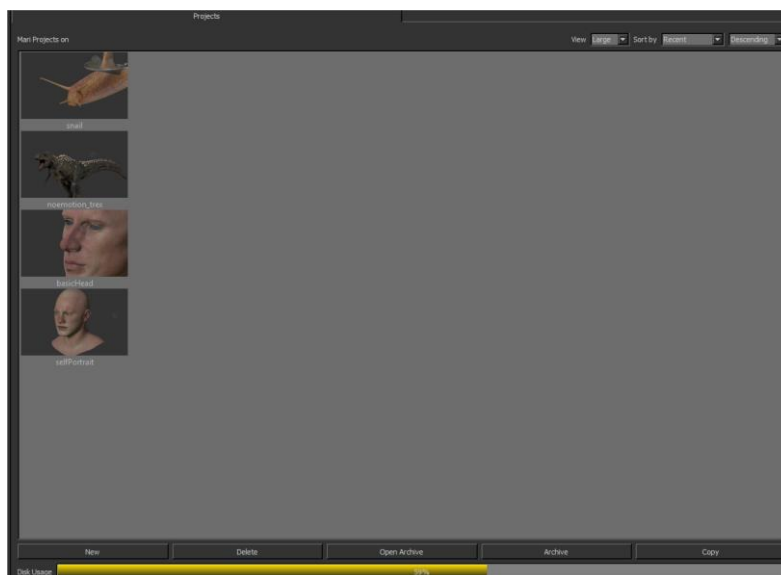 Projects
Mari Projects on View Large Sort by Recent Descending
snail
noemotion_trex
basicHead
selfPortrait
New Delete Open Archive Archive Copy
Disk Usage 59%